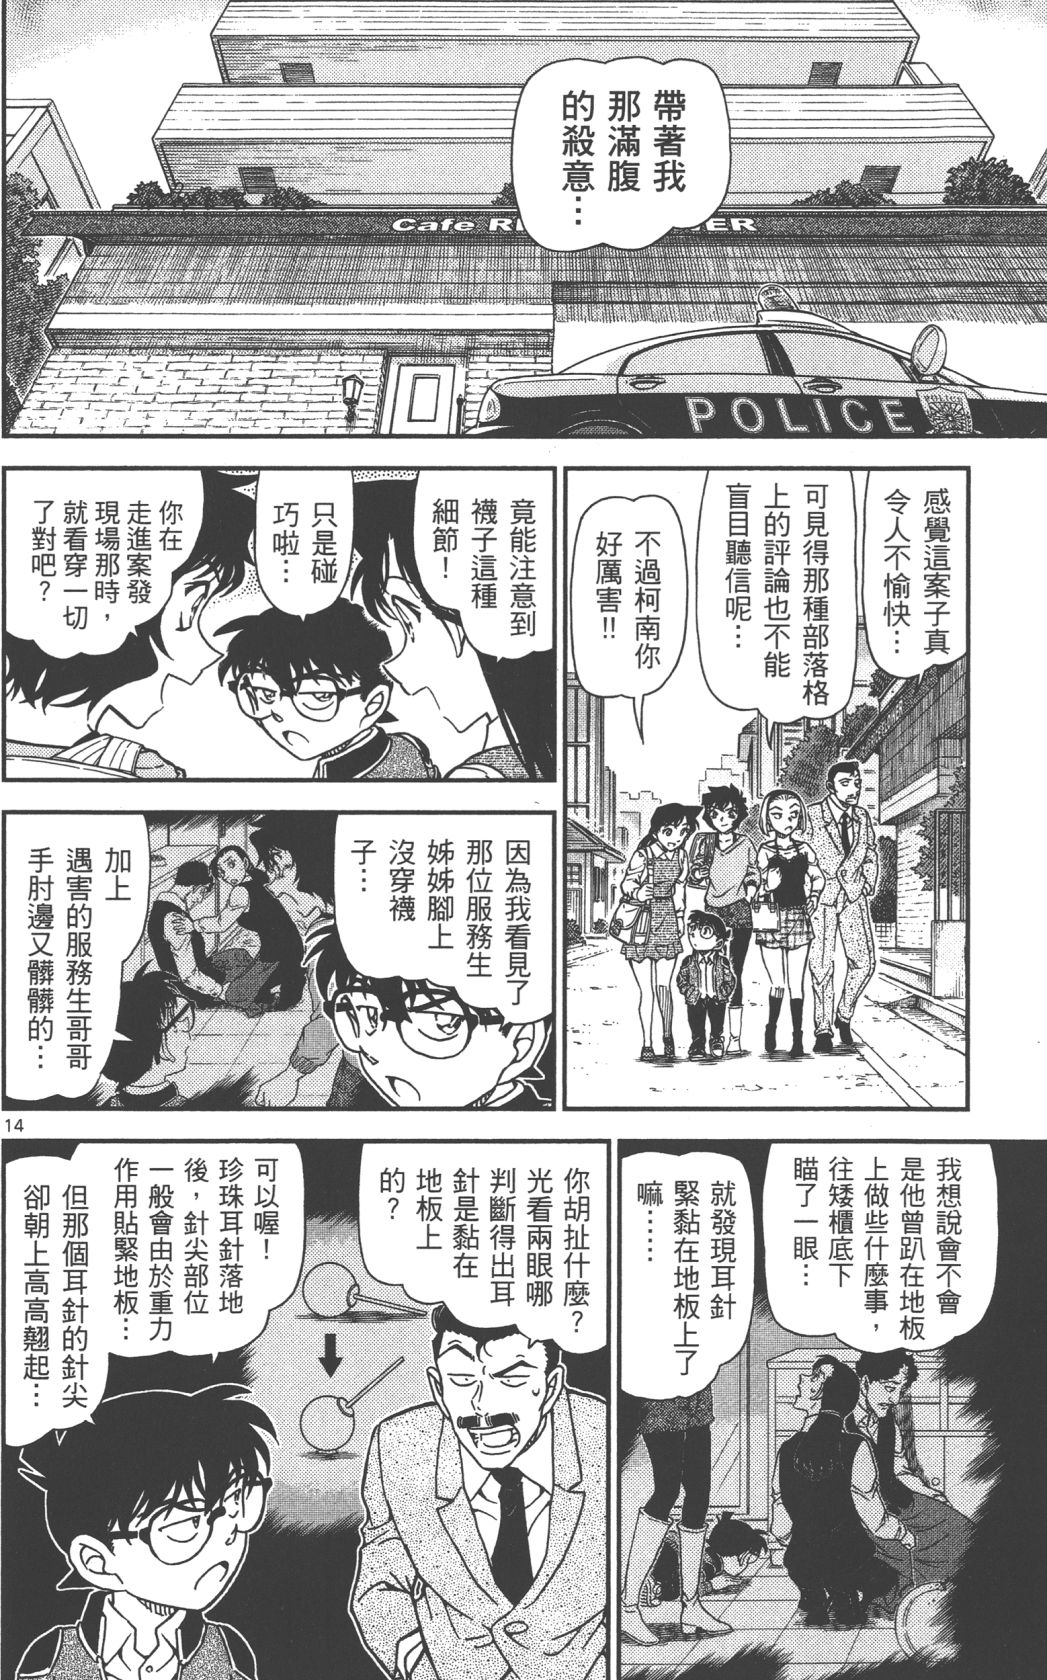 帶著我
那滿腹
的殺意…
Cafe
POLICE
感覺這案子真
令人不愉快…
可見得那種部落格
上的評論也不能
盲目聽信呢…
不過柯南你
好厲害!!
竟能注意到
襪子這種
細節！
只是碰
巧啦…
你在
走進案發
現場那時，
就看穿一切
了對吧？
因為我看見了
那位服務生
姊姊腳上
沒穿襪
子…
加上
遇害的服務生哥哥
手肘邊又髒髒的…
14
我想說會不會
是他曾趴在地板
上做些什麼事，
往矮櫃底下
瞄了一眼…
就發現耳針
緊黏在地板上了
嘛……
你胡扯什麼？
光看兩眼哪
判斷得出耳
針是黏在
地板上
的？
可以喔！
珍珠耳針落地
後，針尖部位
一般會由於重力
作用貼緊地板…
但那個耳針的針尖
卻朝上高高翹起…